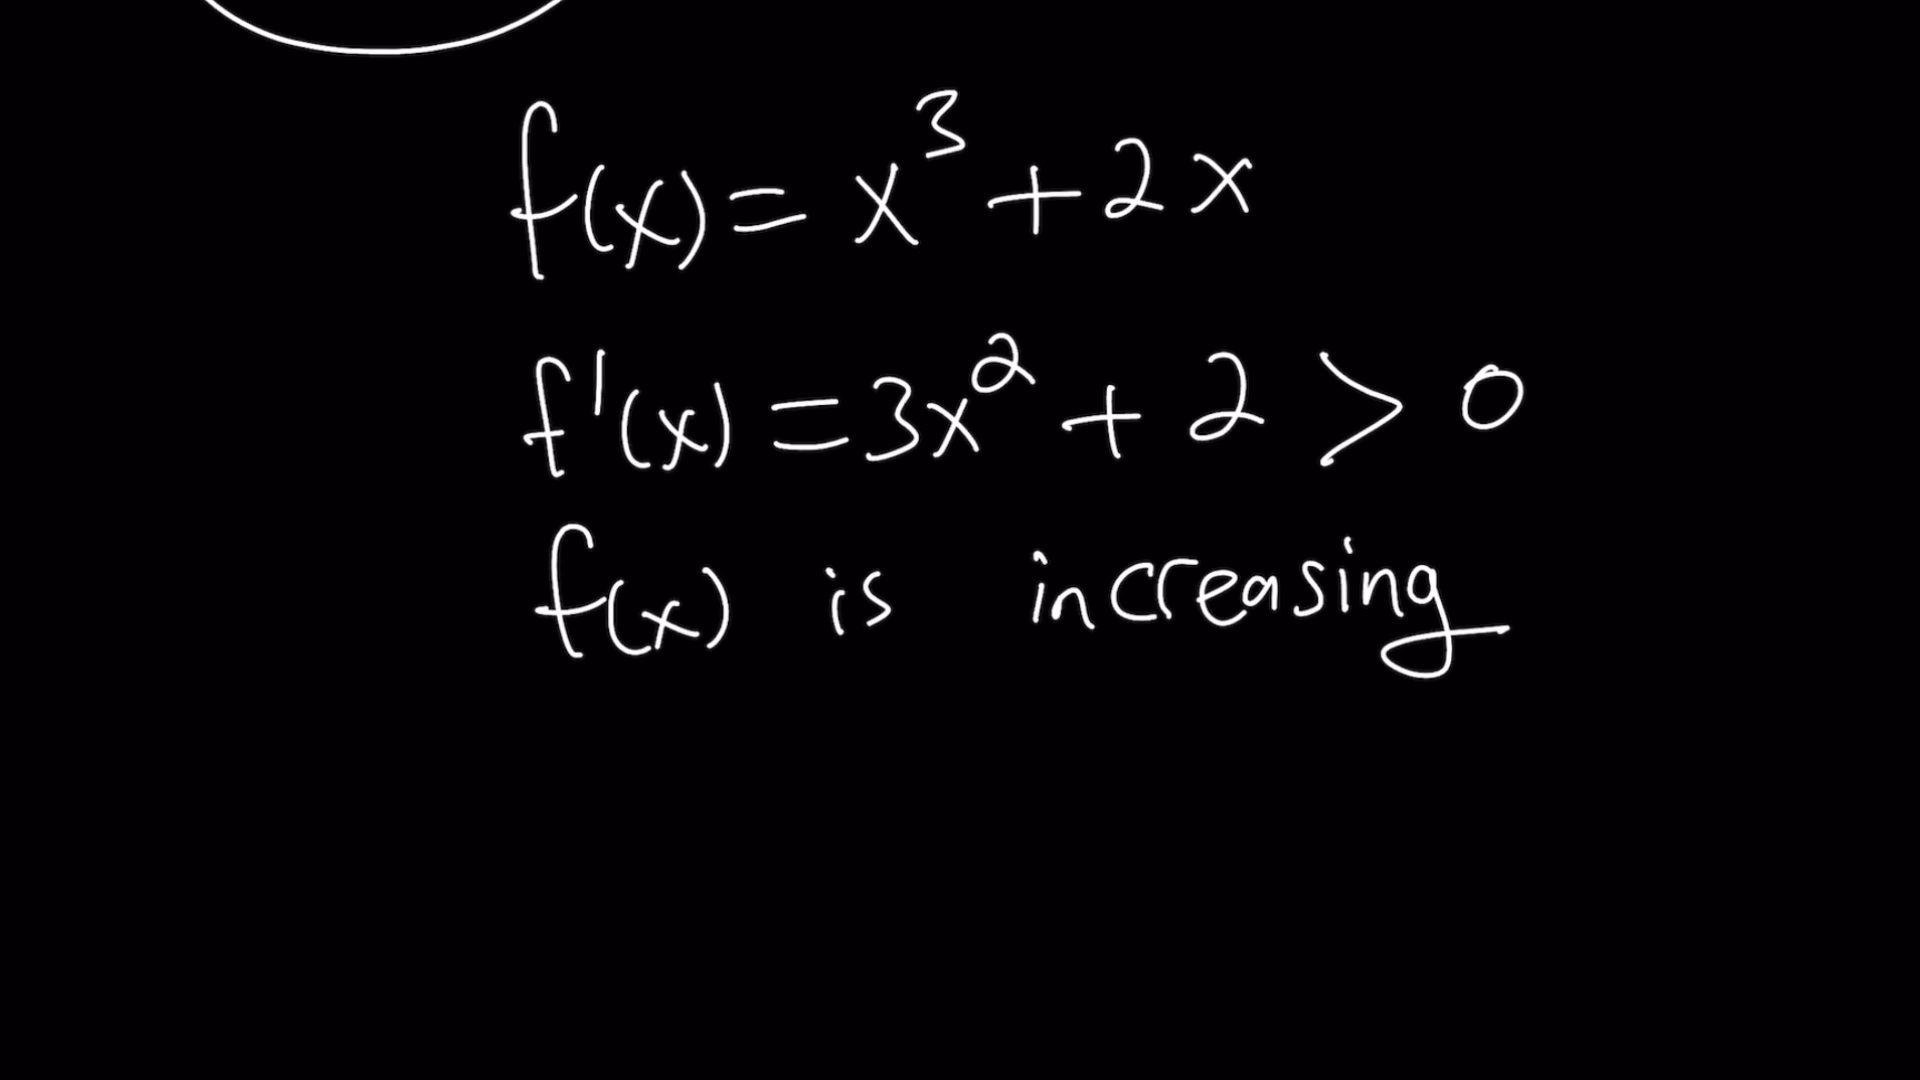 f(x) = x³ + 2x
f'(x) = 3x² + 2 > 0
f(x) is increasing